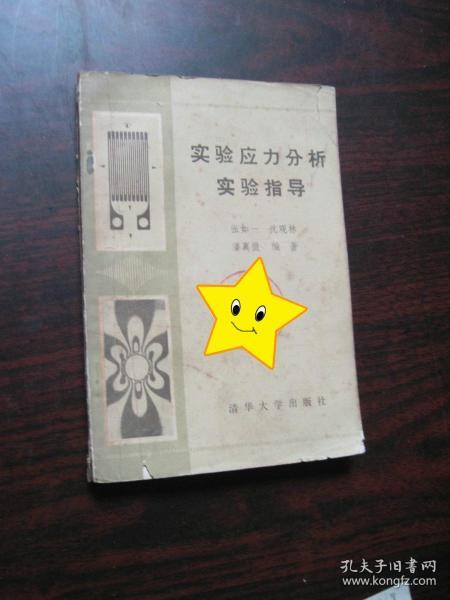 实验应力分析
实验指导
张如一 沈观林
潘真微 编著
清华大学出版社
孔夫子旧书网
www.kongfz.com